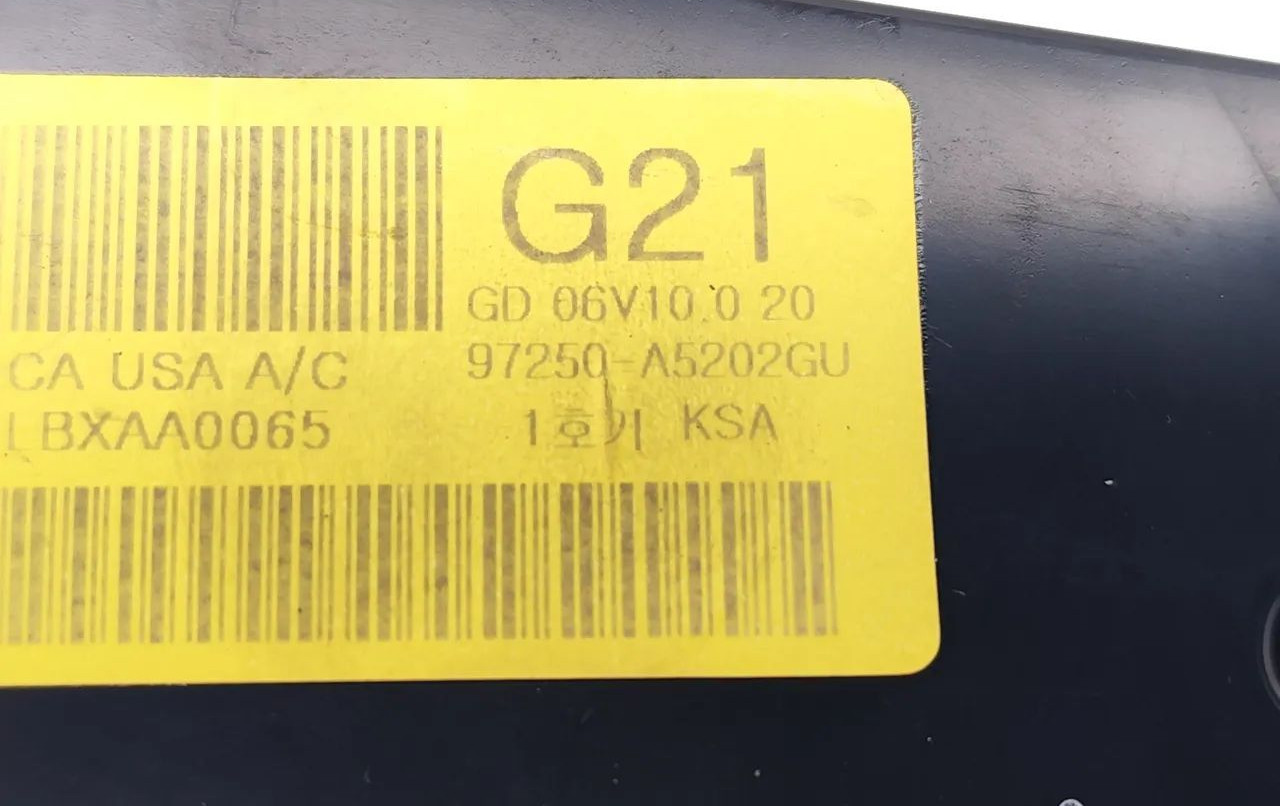 G21
GD 06V10.0 20
CA USA A/C 97250-A5202GU
LBXAA0065 1호기 KSA